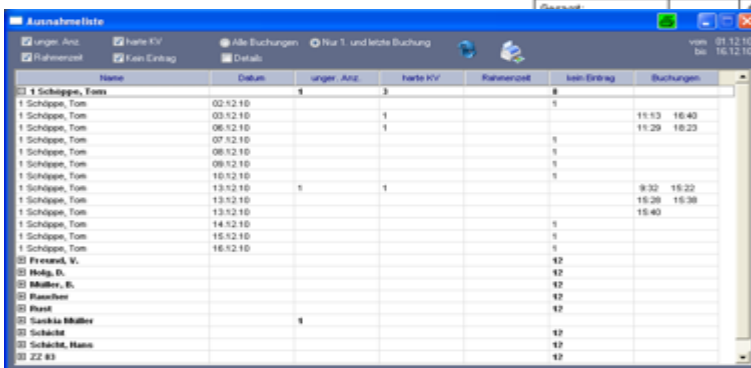 Gesamt:
Ausnahmeliste
unger. Anz. harte KV Alle Buchungen Nur 1. und letzte Buchung vom 01.12.10
Rahmenzeit Kein Eintrag Details bis 16.12.10
Name Datum unger. Anz. harte KV Rahmenzeit kein Eintrag Buchungen
1 Schöppe, Tom 1 3 8
1 Schöppe, Tom 02.12.10 1
1 Schöppe, Tom 03.12.10 1 11:13 16:40
1 Schöppe, Tom 06.12.10 1 11:29 18:23
1 Schöppe, Tom 07.12.10 1
1 Schöppe, Tom 08.12.10 1
1 Schöppe, Tom 09.12.10 1
1 Schöppe, Tom 10.12.10 1
1 Schöppe, Tom 13.12.10 1 1 9:32 15:22
1 Schöppe, Tom 13.12.10 15:28 15:38
1 Schöppe, Tom 13.12.10 15:40
1 Schöppe, Tom 14.12.10 1
1 Schöppe, Tom 15.12.10 1
1 Schöppe, Tom 16.12.10 1
Freund, V. 12
Holg, D. 12
Müller, B. 12
Raucher 12
Rust 12
Saskia Müller 1
Schicht 12
Schicht, Hans 12
ZZ 83 12